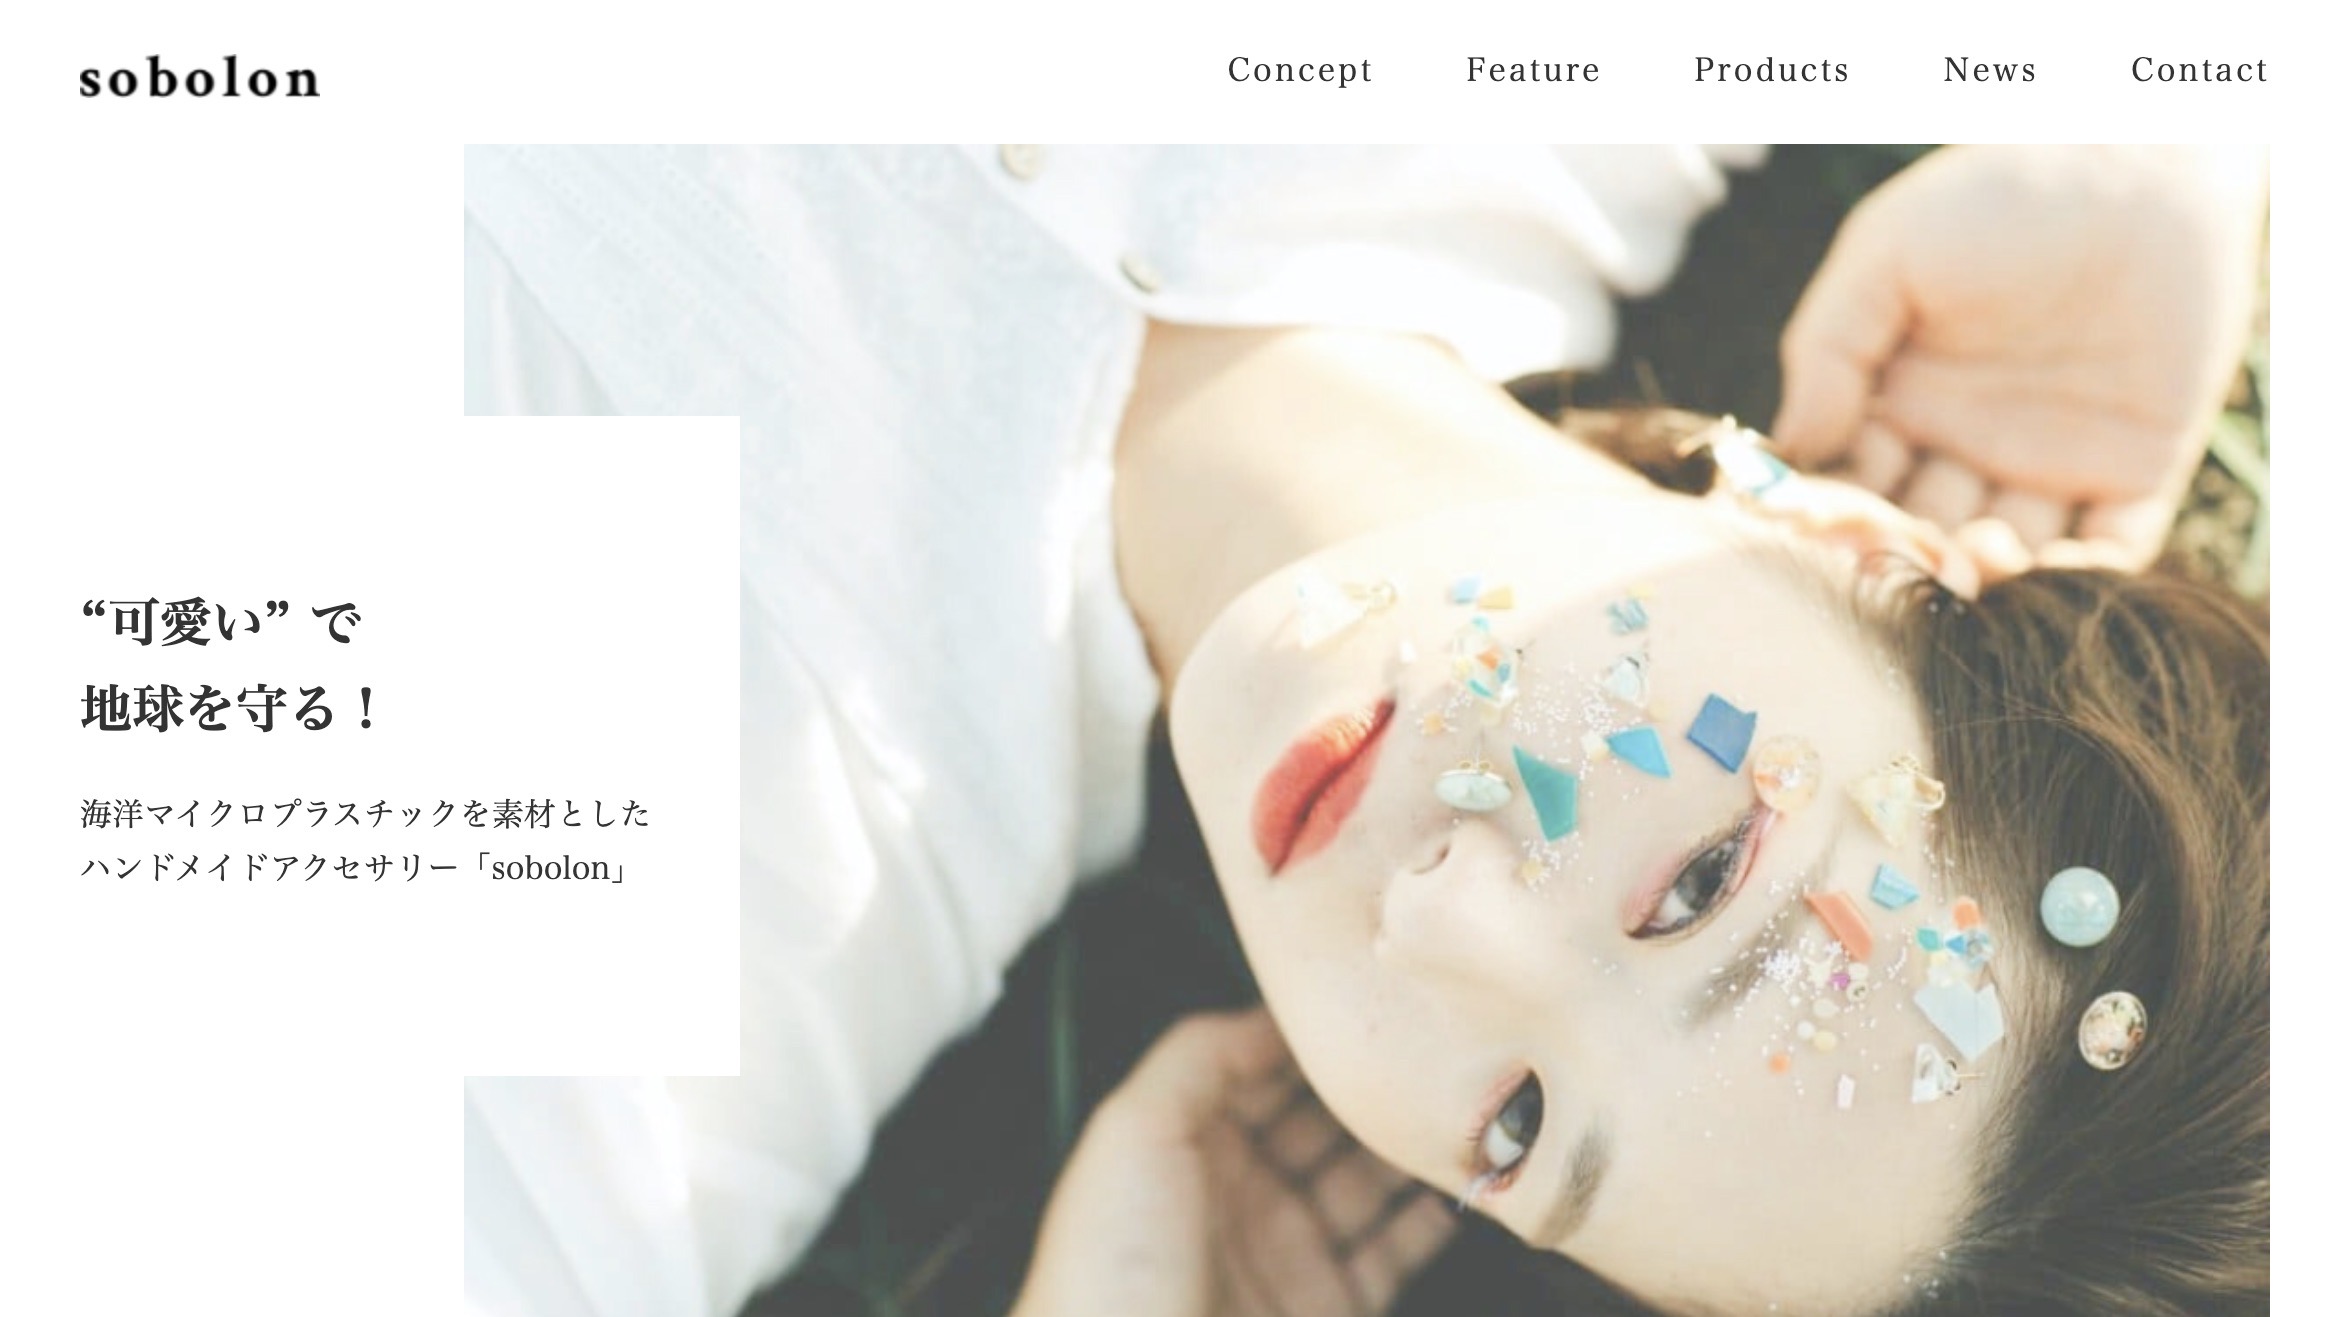 sobolon
Concept
Feature
Products
News
Contact
“可愛い” で
地球を守る！
海洋マイクロプラスチックを素材とした
ハンドメイドアクセサリー「sobolon」